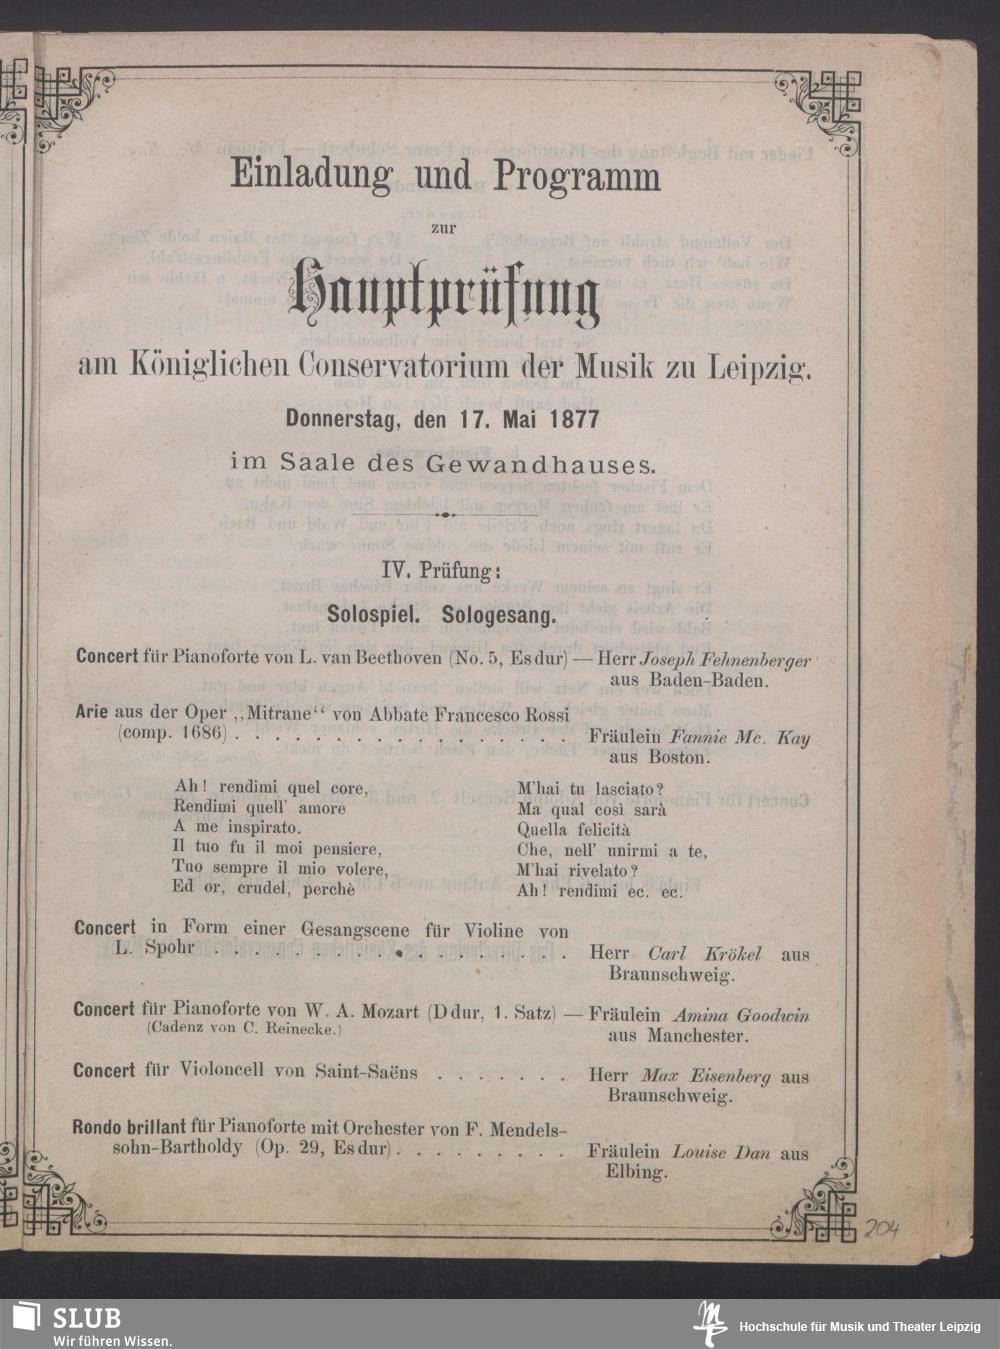 Einladung und Programm
zur
Hauptprüfung
am Königlichen Conservatorium der Musik zu Leipzig.
Donnerstag, den 17. Mai 1877
im Saale des Gewandhauses.
IV. Prüfung:
Solospiel. Sologesang.
Concert für Pianoforte von L. van Beethoven (No. 5, Es dur) — Herr Joseph Fehnenberger
aus Baden-Baden.
Arie aus der Oper „Mitrane“ von Abbate Francesco Rossi
(comp. 1686) . . . . . . . . . . . . . . . . . Fräulein Fannie Mc. Kay
aus Boston.
Ah! rendimi quel core,
Rendimi quell' amore
A me inspirato.
Il tuo fu il moi pensiere,
Tuo sempre il mio volere,
Ed or, crudel, perchè
M'hai tu lasciato?
Ma qual così sarà
Quella felicità
Che, nell' unirmi a te,
M'hai rivelato?
Ah! rendimi ec. ec.
Concert in Form einer Gesangscene für Violine von
L. Spohr . . . . . . . . . . . . . . . . . . Herr Carl Krökel aus
Braunschweig.
Concert für Pianoforte von W. A. Mozart (D dur, 1. Satz) — Fräulein Amina Goodwin
(Cadenz von C. Reinecke.)
aus Manchester.
Concert für Violoncell von Saint-Saëns . . . . . . . Herr Max Eisenberg aus
Braunschweig.
Rondo brillant für Pianoforte mit Orchester von F. Mendels-
sohn-Bartholdy (Op. 29, Es dur) . . . . . . . . . Fräulein Louise Dan aus
Elbing.
204
SLUB
Wir führen Wissen.
Hochschule für Musik und Theater Leipzig